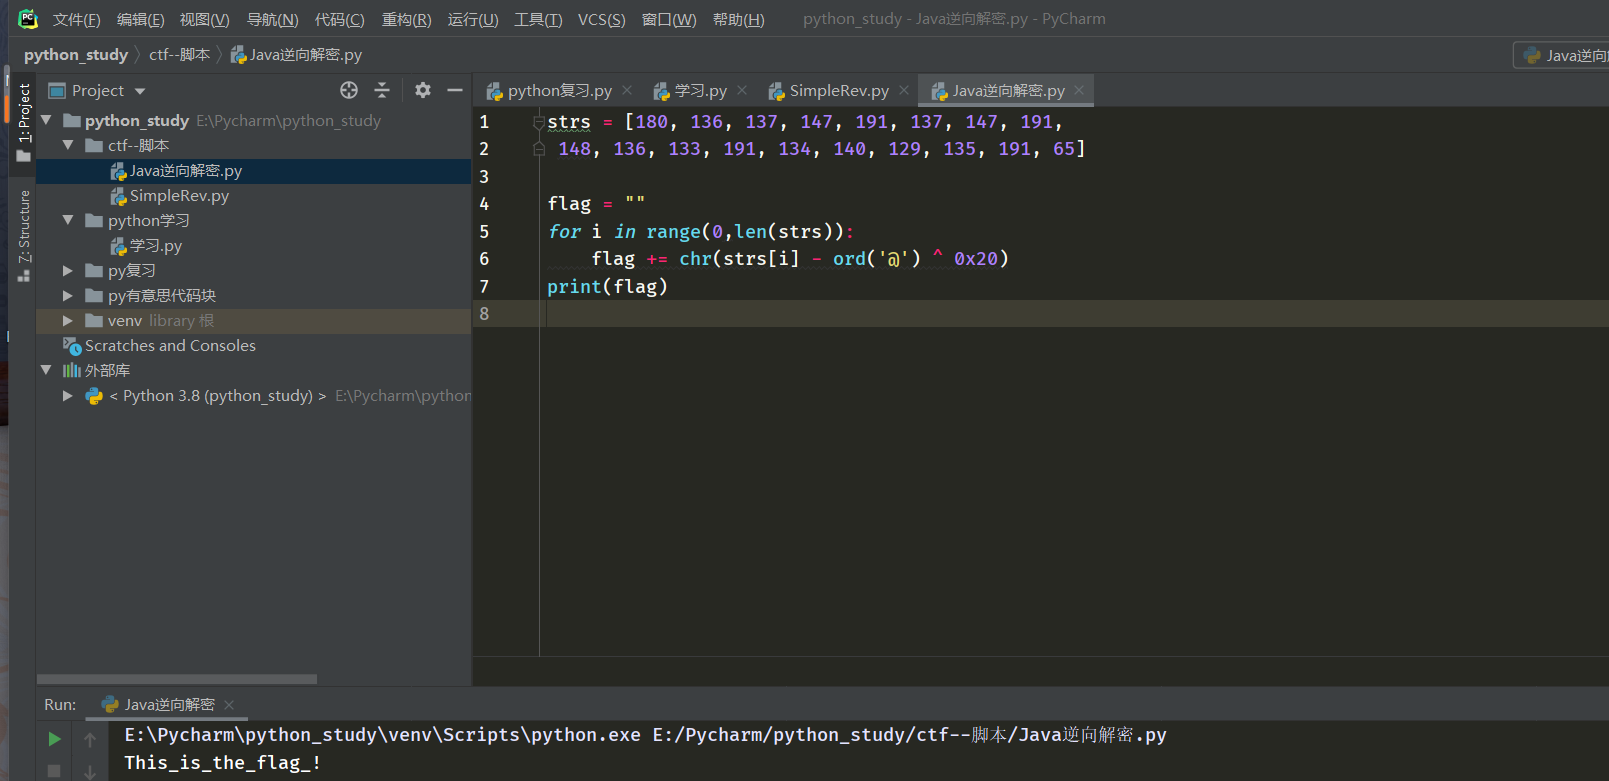 文件(F) 编辑(E) 视图(V) 导航(N) 代码(C) 重构(R) 运行(U) 工具(T) VCS(S) 窗口(W) 帮助(H) python_study - Java逆向解密.py - PyCharm
python_study ctf--脚本 Java逆向解密.py
Java逆向
1: Project
Z: Structure
Project
python_study E:\Pycharm\python_study
ctf--脚本
Java逆向解密.py
SimpleRev.py
python学习
学习.py
py复习
py有意思代码块
venv library 根
Scratches and Consoles
外部库
< Python 3.8 (python_study) > E:\Pycharm\python
python复习.py 学习.py SimpleRev.py Java逆向解密.py
1 strs = [180, 136, 137, 147, 191, 137, 147, 191,
2 148, 136, 133, 191, 134, 140, 129, 135, 191, 65]
3
4 flag = ""
5 for i in range(0,len(strs)):
6 flag += chr(strs[i] - ord('@') ^ 0x20)
7 print(flag)
8
Run: Java逆向解密
E:\Pycharm\python_study\venv\Scripts\python.exe E:/Pycharm/python_study/ctf--脚本/Java逆向解密.py
This_is_the_flag_!